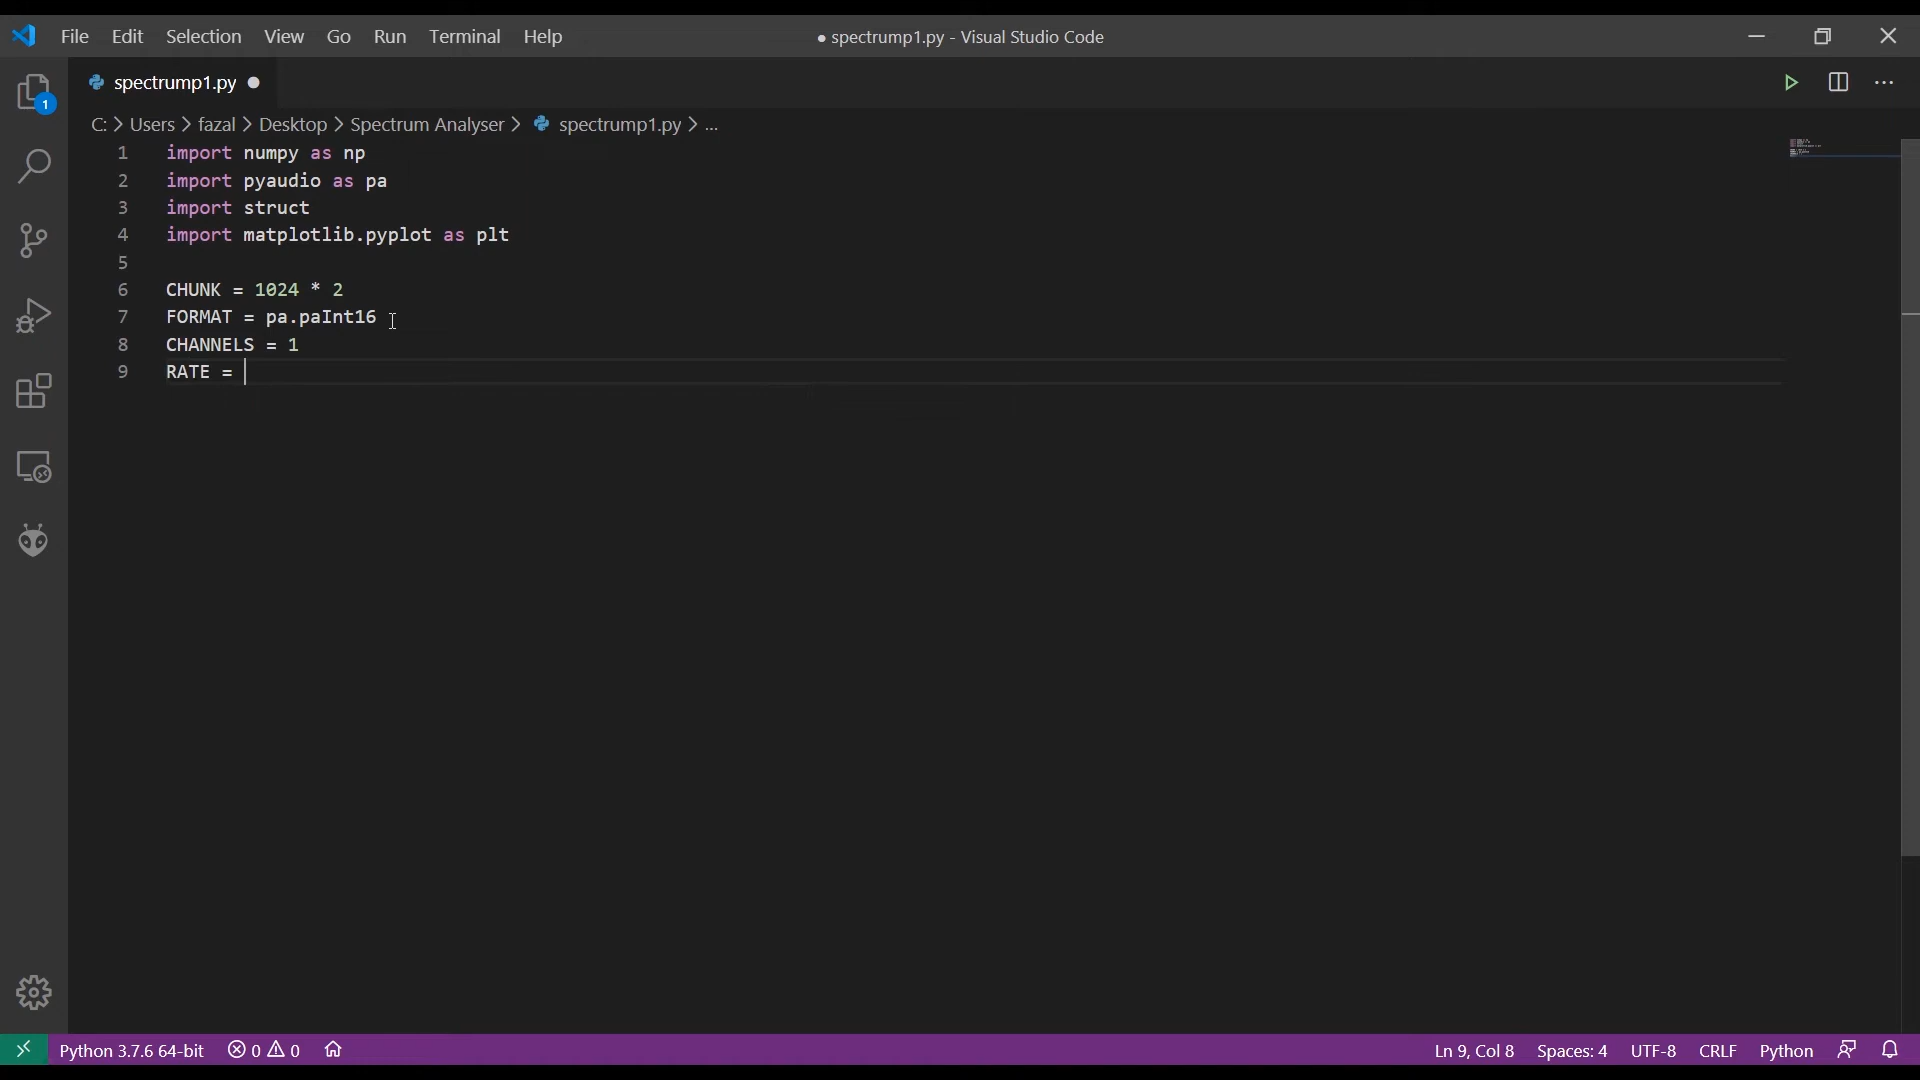 File Edit Selection View Go Run Terminal Help
● spectrump1.py - Visual Studio Code
1
spectrump1.py ●
C: > Users > fazal > Desktop > Spectrum Analyser > spectrump1.py > ...
1 import numpy as np
2 import pyaudio as pa
3 import struct
4 import matplotlib.pyplot as plt
5
6 CHUNK = 1024 * 2
7 FORMAT = pa.paInt16
8 CHANNELS = 1
9 RATE =
Python 3.7.6 64-bit 0 0 Ln 9, Col 8 Spaces: 4 UTF-8 CRLF Python